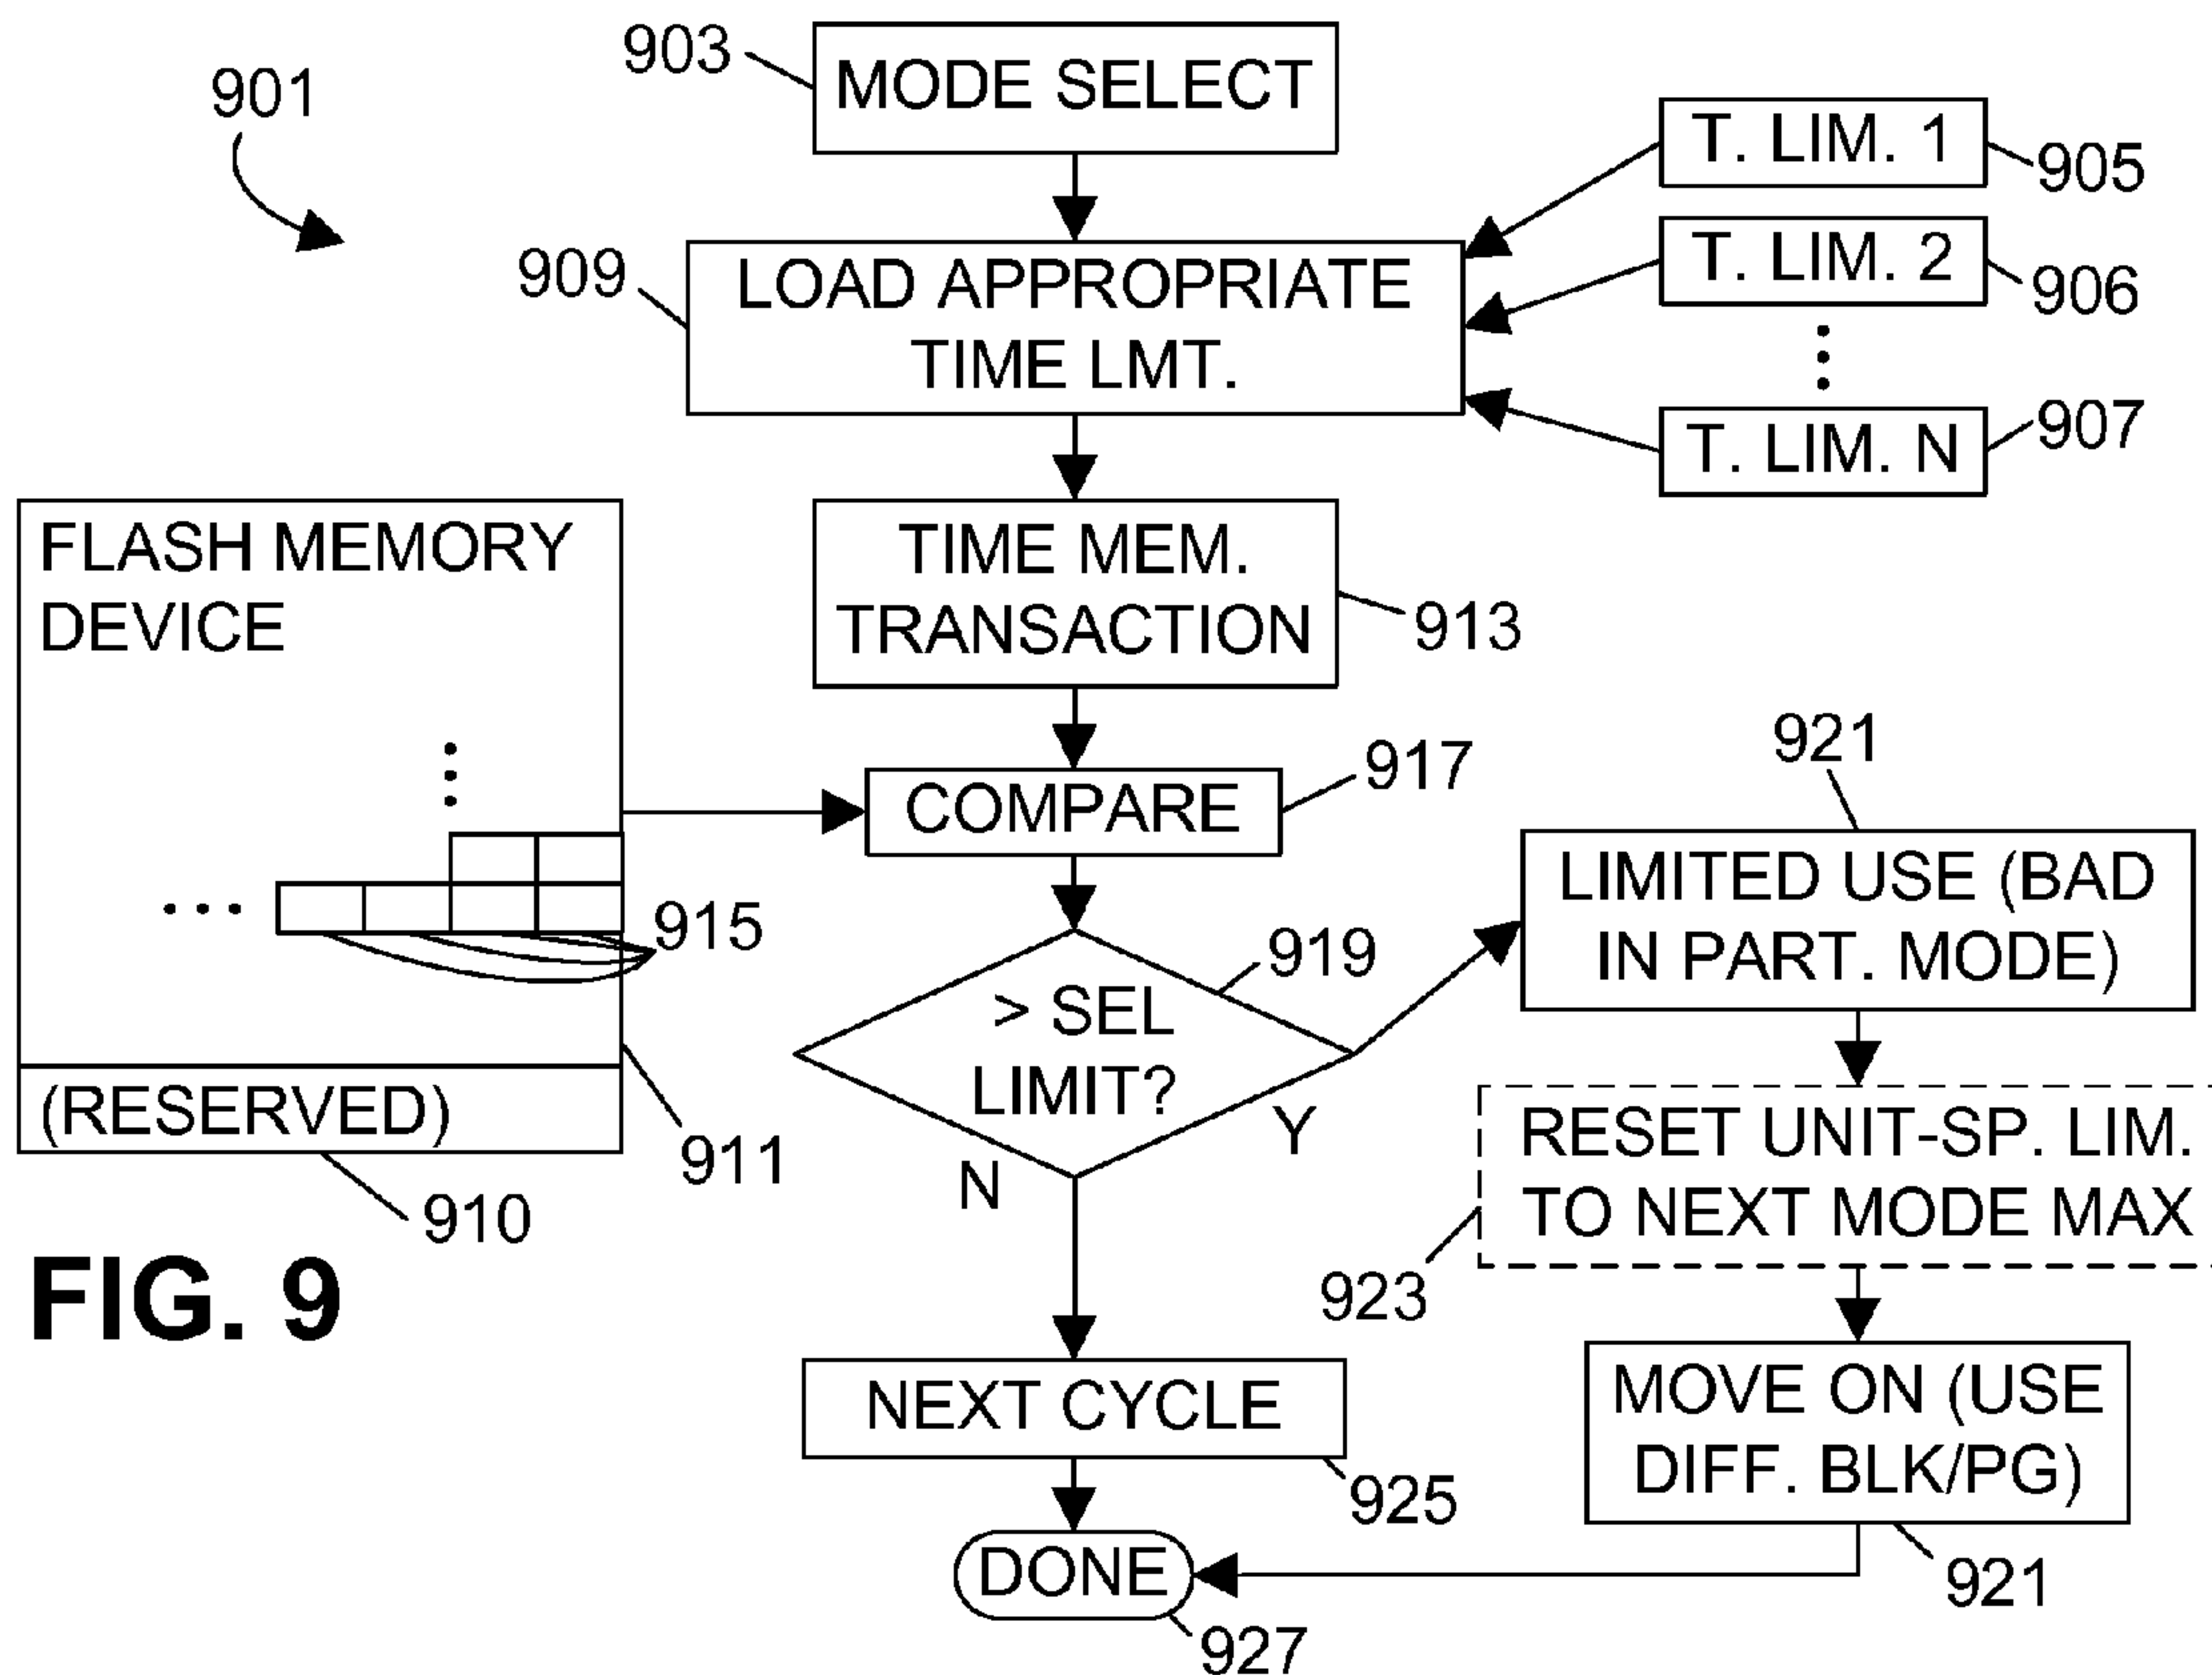 903
MODE SELECT
901
T. LIM. 1
905
T. LIM. 2
906
909
LOAD APPROPRIATE
TIME LMT.
T. LIM. N
907
FLASH MEMORY
DEVICE
TIME MEM.
TRANSACTION
913
917
COMPARE
921
LIMITED USE (BAD
IN PART. MODE)
915
919
> SEL
LIMIT?
Y
N
(RESERVED)
911
910
RESET UNIT-SP. LIM.
TO NEXT MODE MAX
923
FIG. 9
NEXT CYCLE
925
MOVE ON (USE
DIFF. BLK/PG)
921
DONE
927